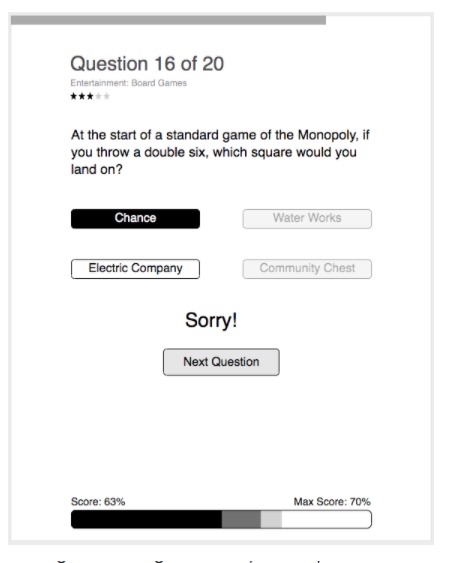 Question 16 of 20
Entertainment: Board Games
At the start of a standard game of the Monopoly, if
you throw a double six, which square would you
land on?
Chance
Water Works
Electric Company
Community Chest
Sorry!
Next Question
Score: 63%
Max Score: 70%